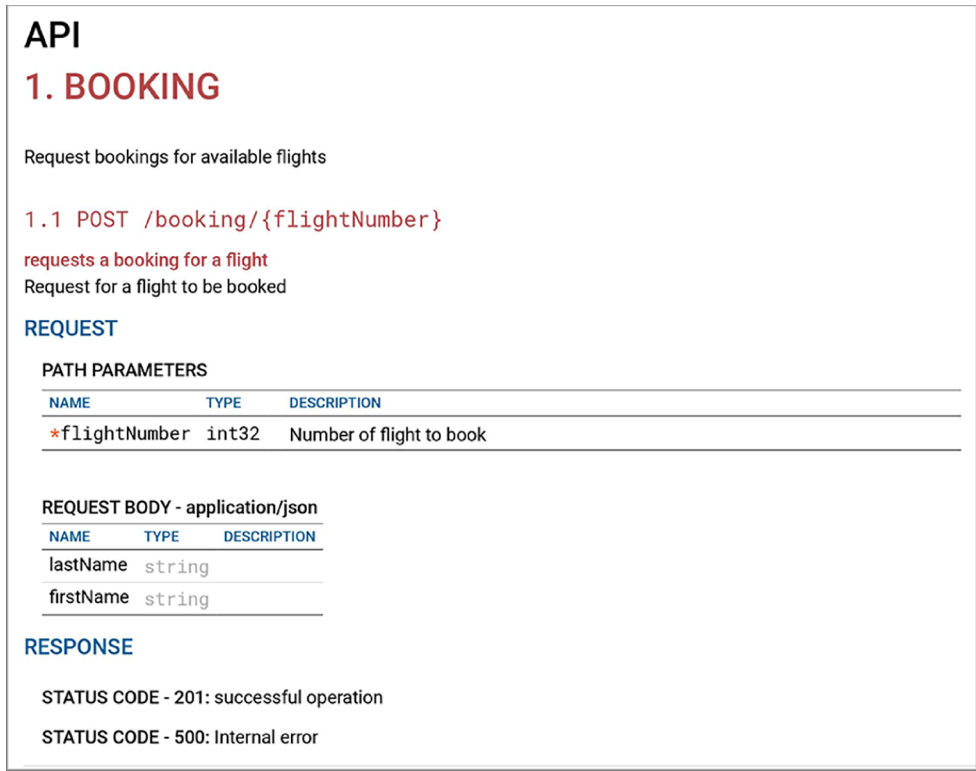 API
1. BOOKING
Request bookings for available flights
1.1 POST /booking/{flightNumber}
requests a booking for a flight
Request for a flight to be booked
REQUEST
PATH PARAMETERS
NAME TYPE DESCRIPTION
*flightNumber int32 Number of flight to book
REQUEST BODY - application/json
NAME TYPE DESCRIPTION
lastName string
firstName string
RESPONSE
STATUS CODE - 201: successful operation
STATUS CODE - 500: Internal error